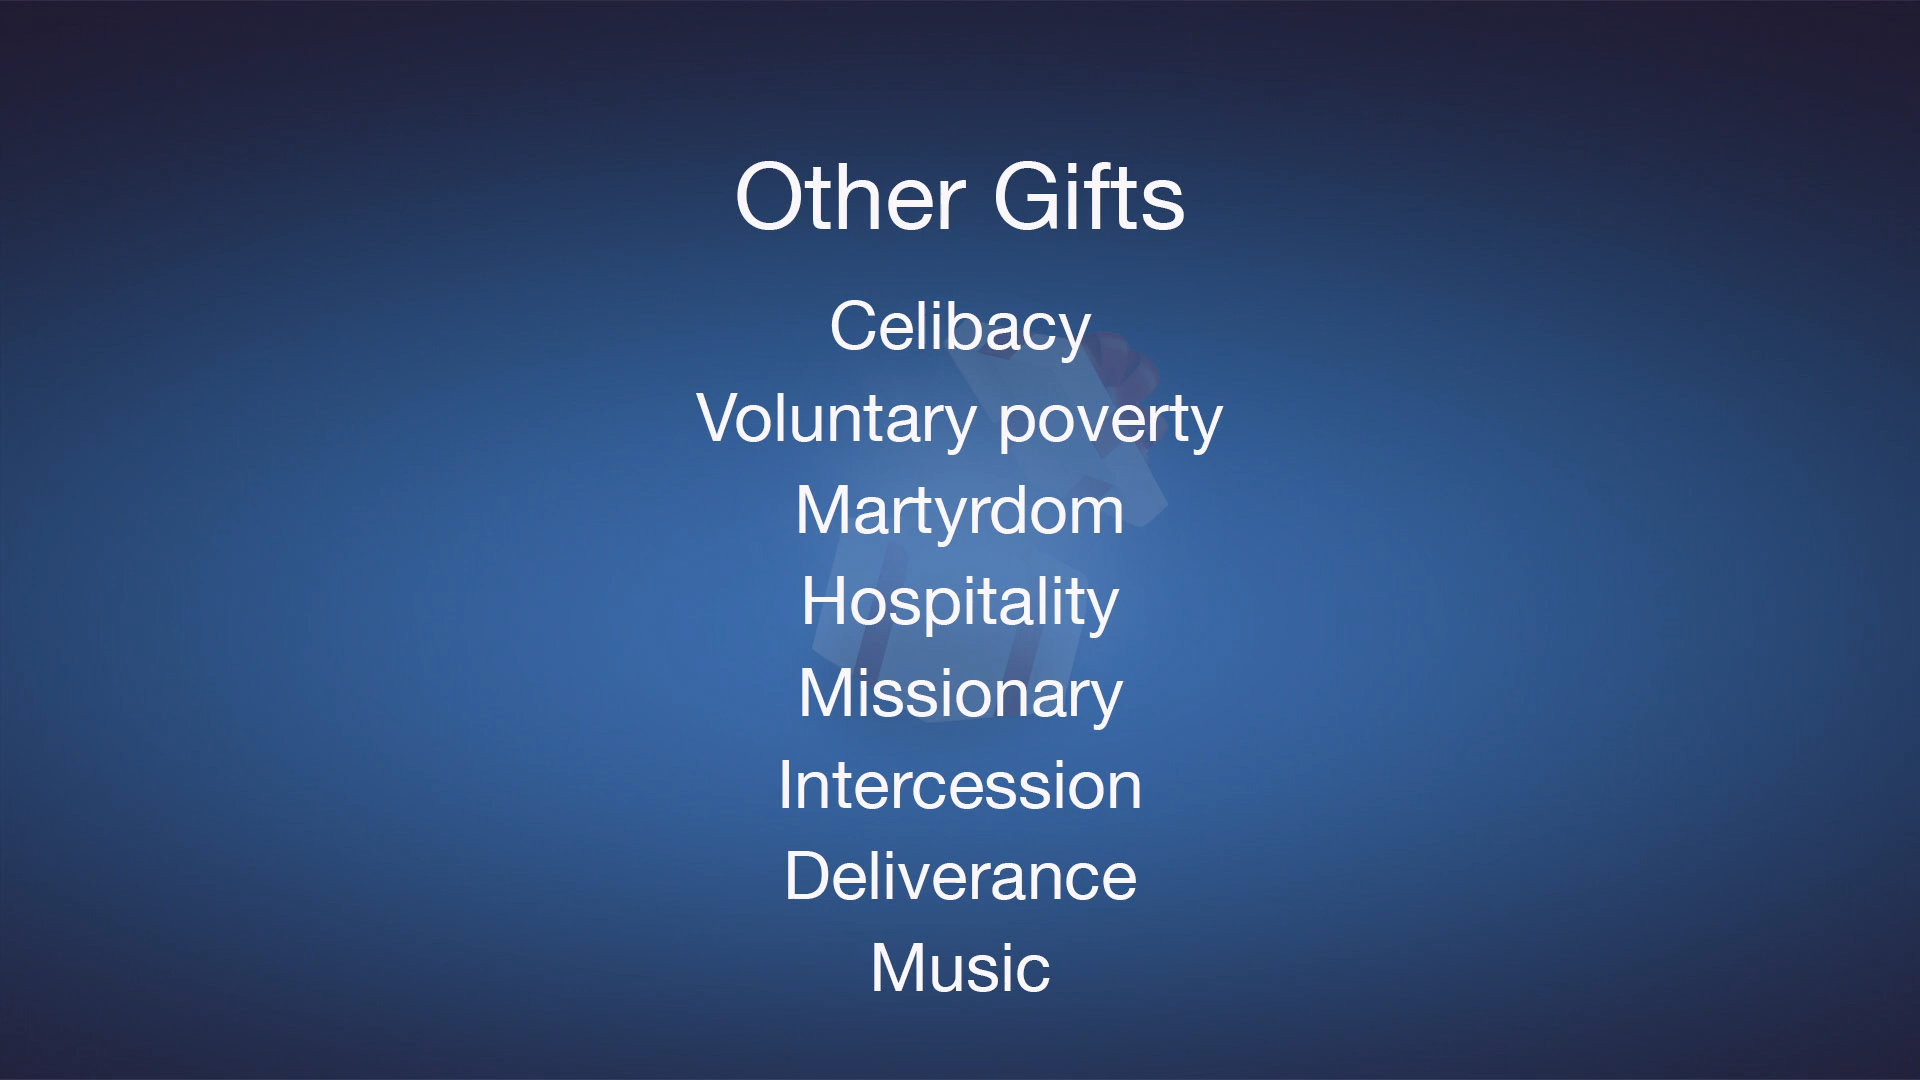 Other Gifts
Celibacy
Voluntary poverty
Martyrdom
Hospitality
Missionary
Intercession
Deliverance
Music